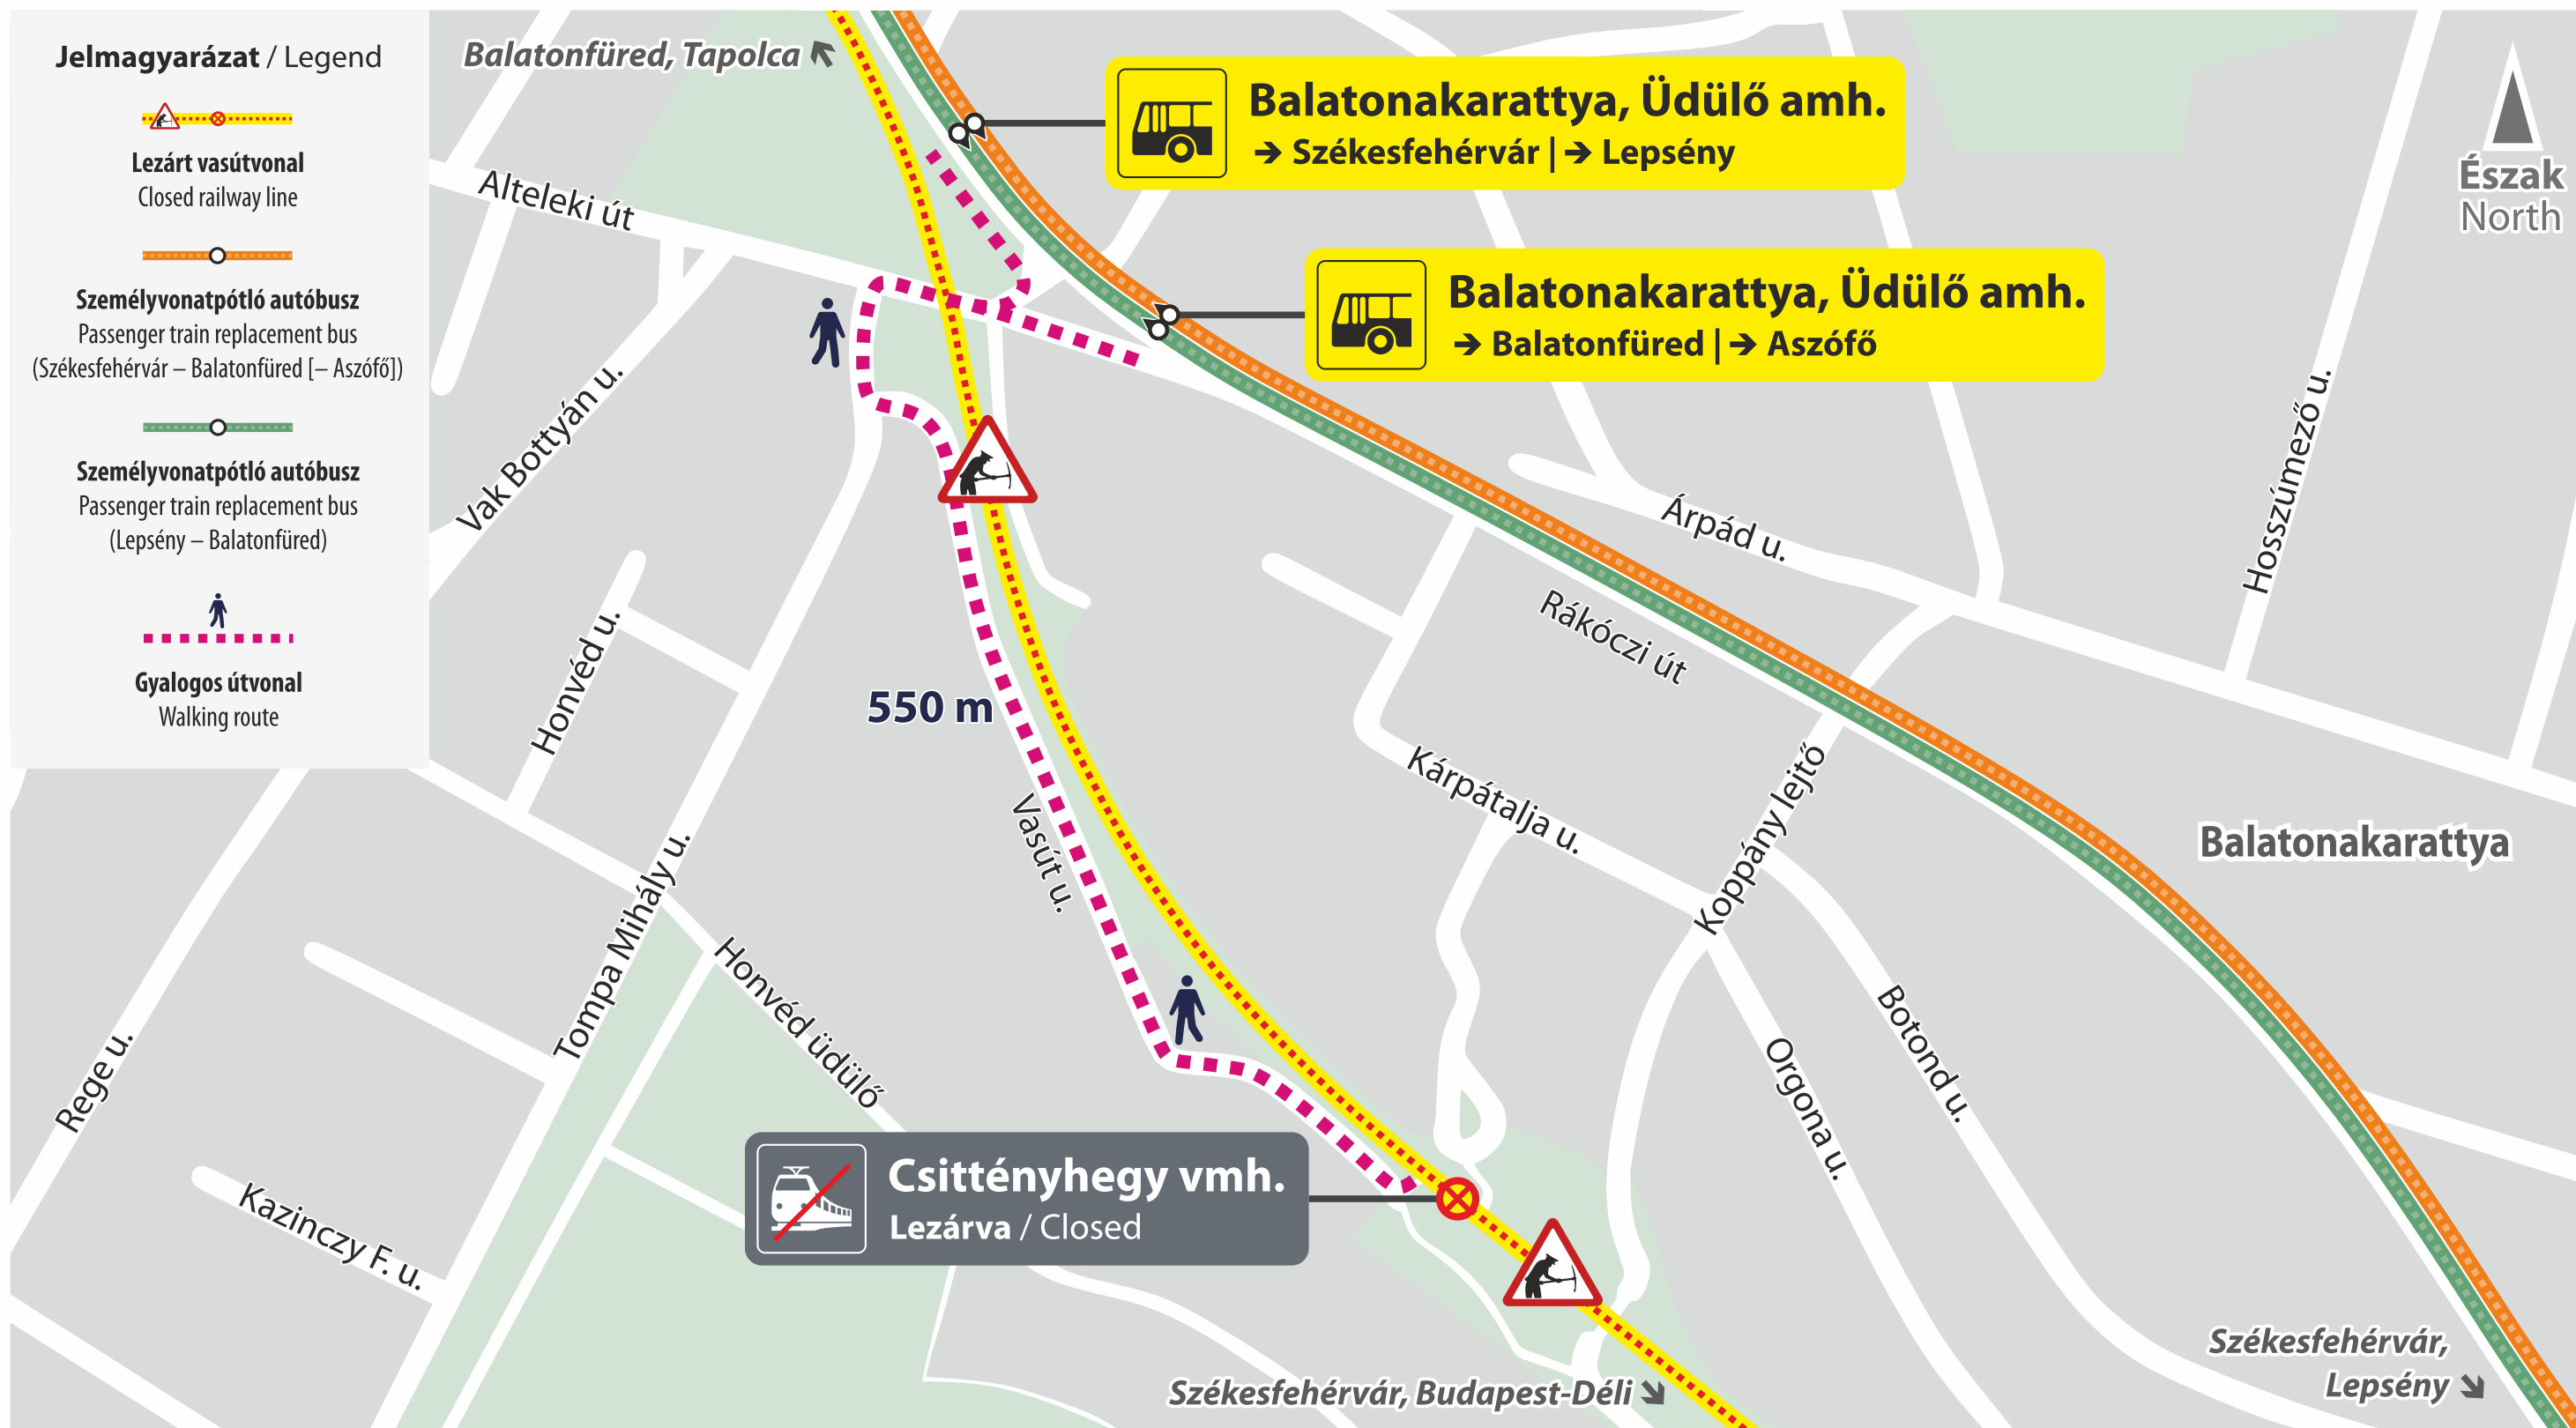 Jelmagyarázat / Legend
Lezárt vasútvonal
Closed railway line
Személyvonatpótló autóbusz
Passenger train replacement bus
(Székesfehérvár – Balatonfüred [– Aszófő])
Személyvonatpótló autóbusz
Passenger train replacement bus
(Lepsény – Balatonfüred)
Gyalogos útvonal
Walking route
Balatonfüred, Tapolca
Balatonakarattya, Üdülő amh.
➔ Székesfehérvár | ➔ Lepsény
Észak
North
Alteleki út
Balatonakarattya, Üdülő amh.
➔ Balatonfüred | ➔ Aszófő
Vak Bottyán u.
Hosszúmező u.
Árpád u.
Rákóczi út
Honvéd u.
550 m
Kárpátalja u.
Koppány lejtő
Vasút u.
Balatonakarattya
Tompa Mihály u.
Honvéd üdülő
Rege u.
Botond u.
Orgona u.
Csittényhegy vmh.
Lezárva / Closed
Kazinczy F. u.
Székesfehérvár, Budapest-Déli
Székesfehérvár,
Lepsény